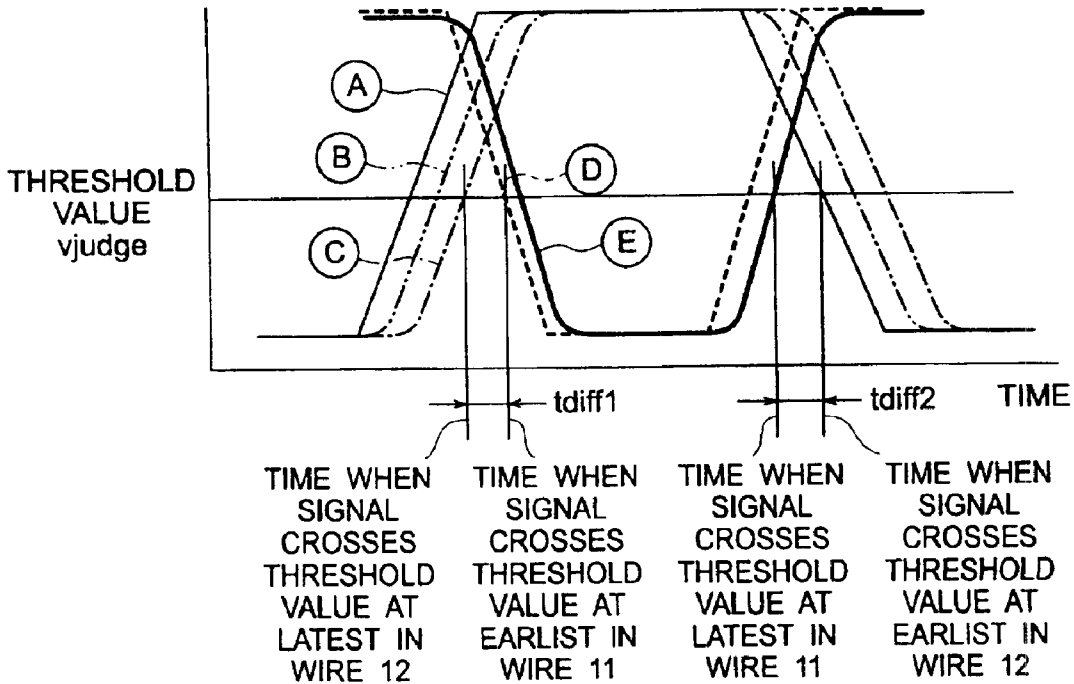 A
B
D
THRESHOLD
VALUE
vjudge
C
E
tdiff1
tdiff2
TIME
TIME WHEN
SIGNAL
CROSSES
THRESHOLD
VALUE AT
LATEST IN
WIRE 12
TIME WHEN
SIGNAL
CROSSES
THRESHOLD
VALUE AT
EARLIST IN
WIRE 11
TIME WHEN
SIGNAL
CROSSES
THRESHOLD
VALUE AT
LATEST IN
WIRE 11
TIME WHEN
SIGNAL
CROSSES
THRESHOLD
VALUE AT
EARLIST IN
WIRE 12